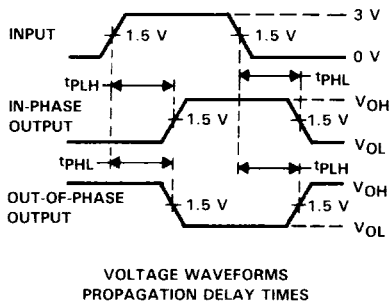 3 V
INPUT
1.5 V
1.5 V
0 V
tPLH
tPHL
IN-PHASE
OUTPUT
VOH
1.5 V
1.5 V
VOL
tPHL
tPLH
OUT-OF-PHASE
OUTPUT
VOH
1.5 V
1.5 V
VOL
VOLTAGE WAVEFORMS
PROPAGATION DELAY TIMES